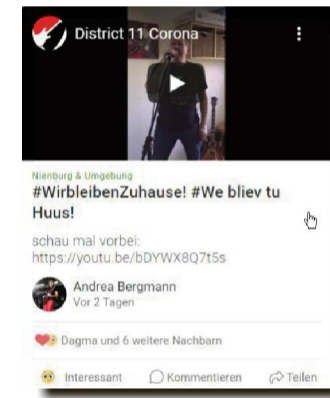 District 11 Corona
Nienburg & Umgebung
#WirbleibenZuhause! #We bliev tu
Huus!
schau mal vorbei:
https://youtu.be/bDYWX8Q7t5s
Andrea Bergmann
Vor 2 Tagen
Dagma und 6 weitere Nachbarn
Interessant Kommentieren Teilen